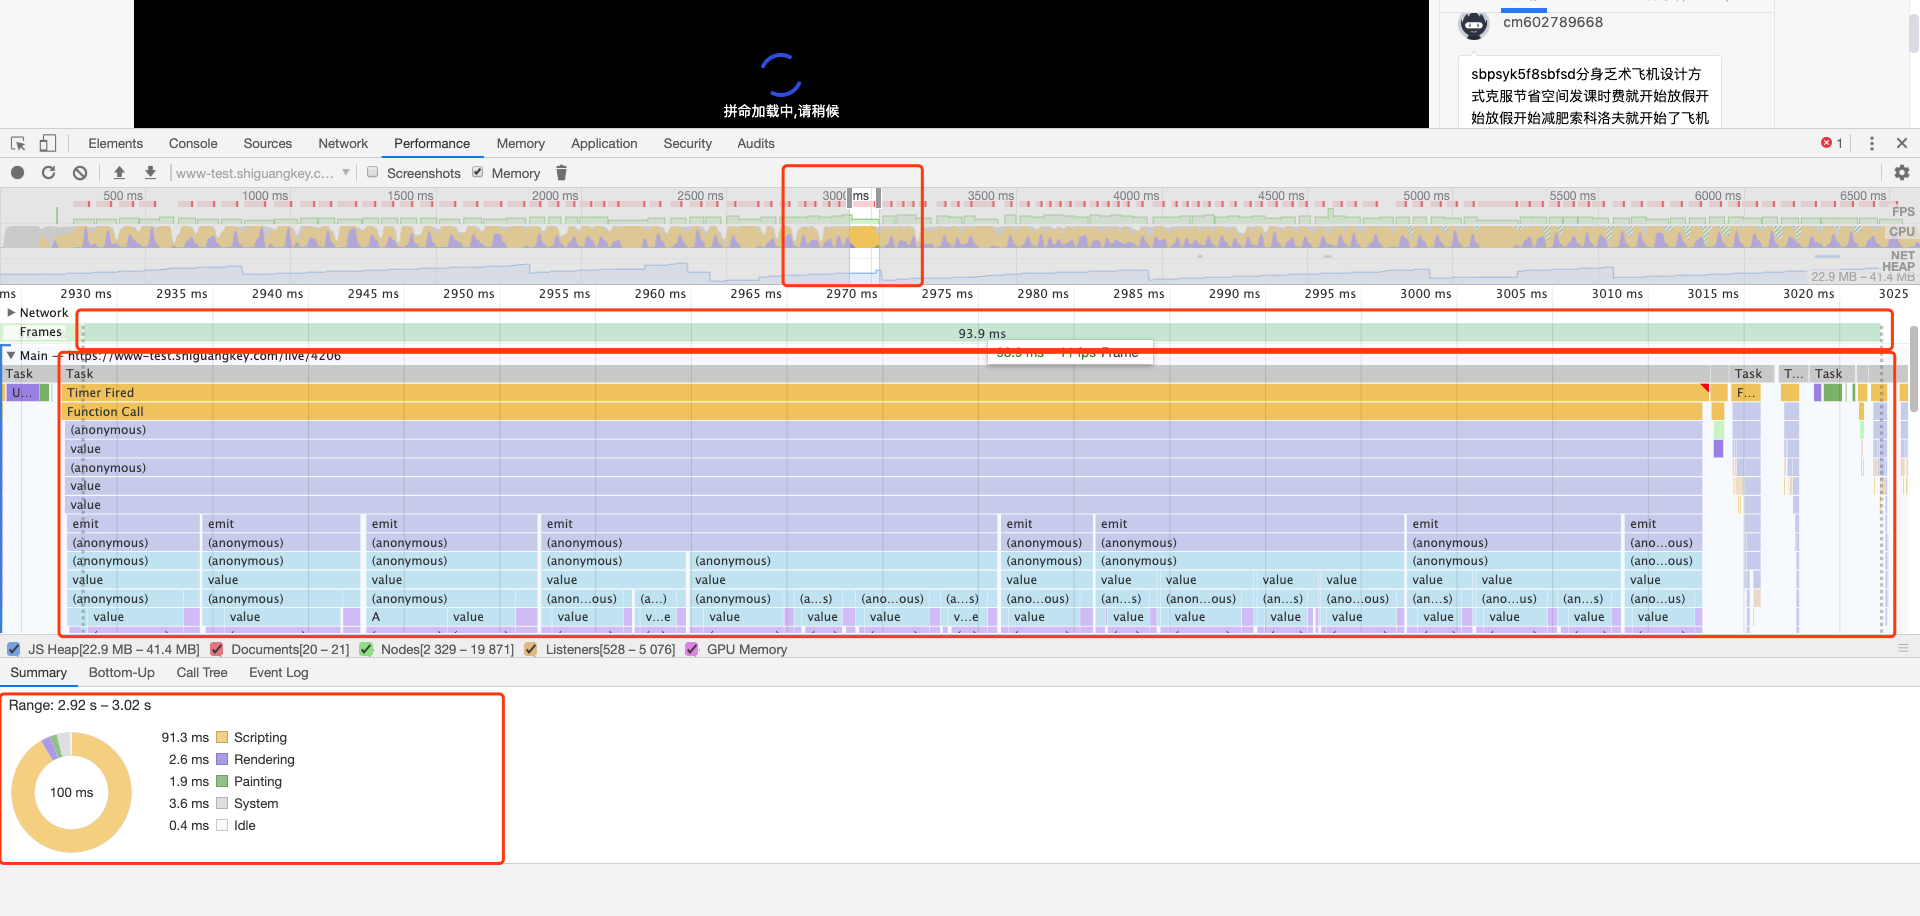 cm602789668
sbpsyk5f8sbfsd分身乏术飞机设计方
式克服节省空间发课时费就开始放假开
始放假开始减肥索科洛夫就开始了飞机
拼命加载中,请稍候
Elements Console Sources Network Performance Memory Application Security Audits 1
www-test.shiguangkey.c... Screenshots Memory
500 ms 1000 ms 1500 ms 2000 ms 2500 ms 3000 ms 3500 ms 4000 ms 4500 ms 5000 ms 5500 ms 6000 ms 6500 ms
FPS
CPU
NET
HEAP
22.9 MB – 41.4 MB
ms 2930 ms 2935 ms 2940 ms 2945 ms 2950 ms 2955 ms 2960 ms 2965 ms 2970 ms 2975 ms 2980 ms 2985 ms 2990 ms 2995 ms 3000 ms 3005 ms 3010 ms 3015 ms 3020 ms 3025
Network
Frames 93.9 ms
Main — https://www-test.shiguangkey.com/live/4206
Task Task Task T... Task
U... Timer Fired F...
Function Call
(anonymous)
value
(anonymous)
value
value
emit emit emit emit emit emit emit emit
(anonymous) (anonymous) (anonymous) (anonymous) (anonymous) (anonymous) (anonymous) (ano...ous)
(anonymous) (anonymous) (anonymous) (anonymous) (anonymous) (anonymous) (anonymous) (anonymous) (ano...ous)
value value value value value value value value value value value value value
(anonymous) (anonymous) (anonymous) (anon...ous) (a...) (anonymous) (a...s) (ano...ous) (a...s) (ano...ous) (an...s) (anon...ous) (an...s) (ano...ous) (an...s) (ano...us) (an...s) (ano...us)
value value A value value v...e value value value v...e value value value value value value value value value
JS Heap[22.9 MB – 41.4 MB] Documents[20 – 21] Nodes[2 329 – 19 871] Listeners[528 – 5 076] GPU Memory
Summary Bottom-Up Call Tree Event Log
Range: 2.92 s – 3.02 s
100 ms
91.3 ms Scripting
2.6 ms Rendering
1.9 ms Painting
3.6 ms System
0.4 ms Idle